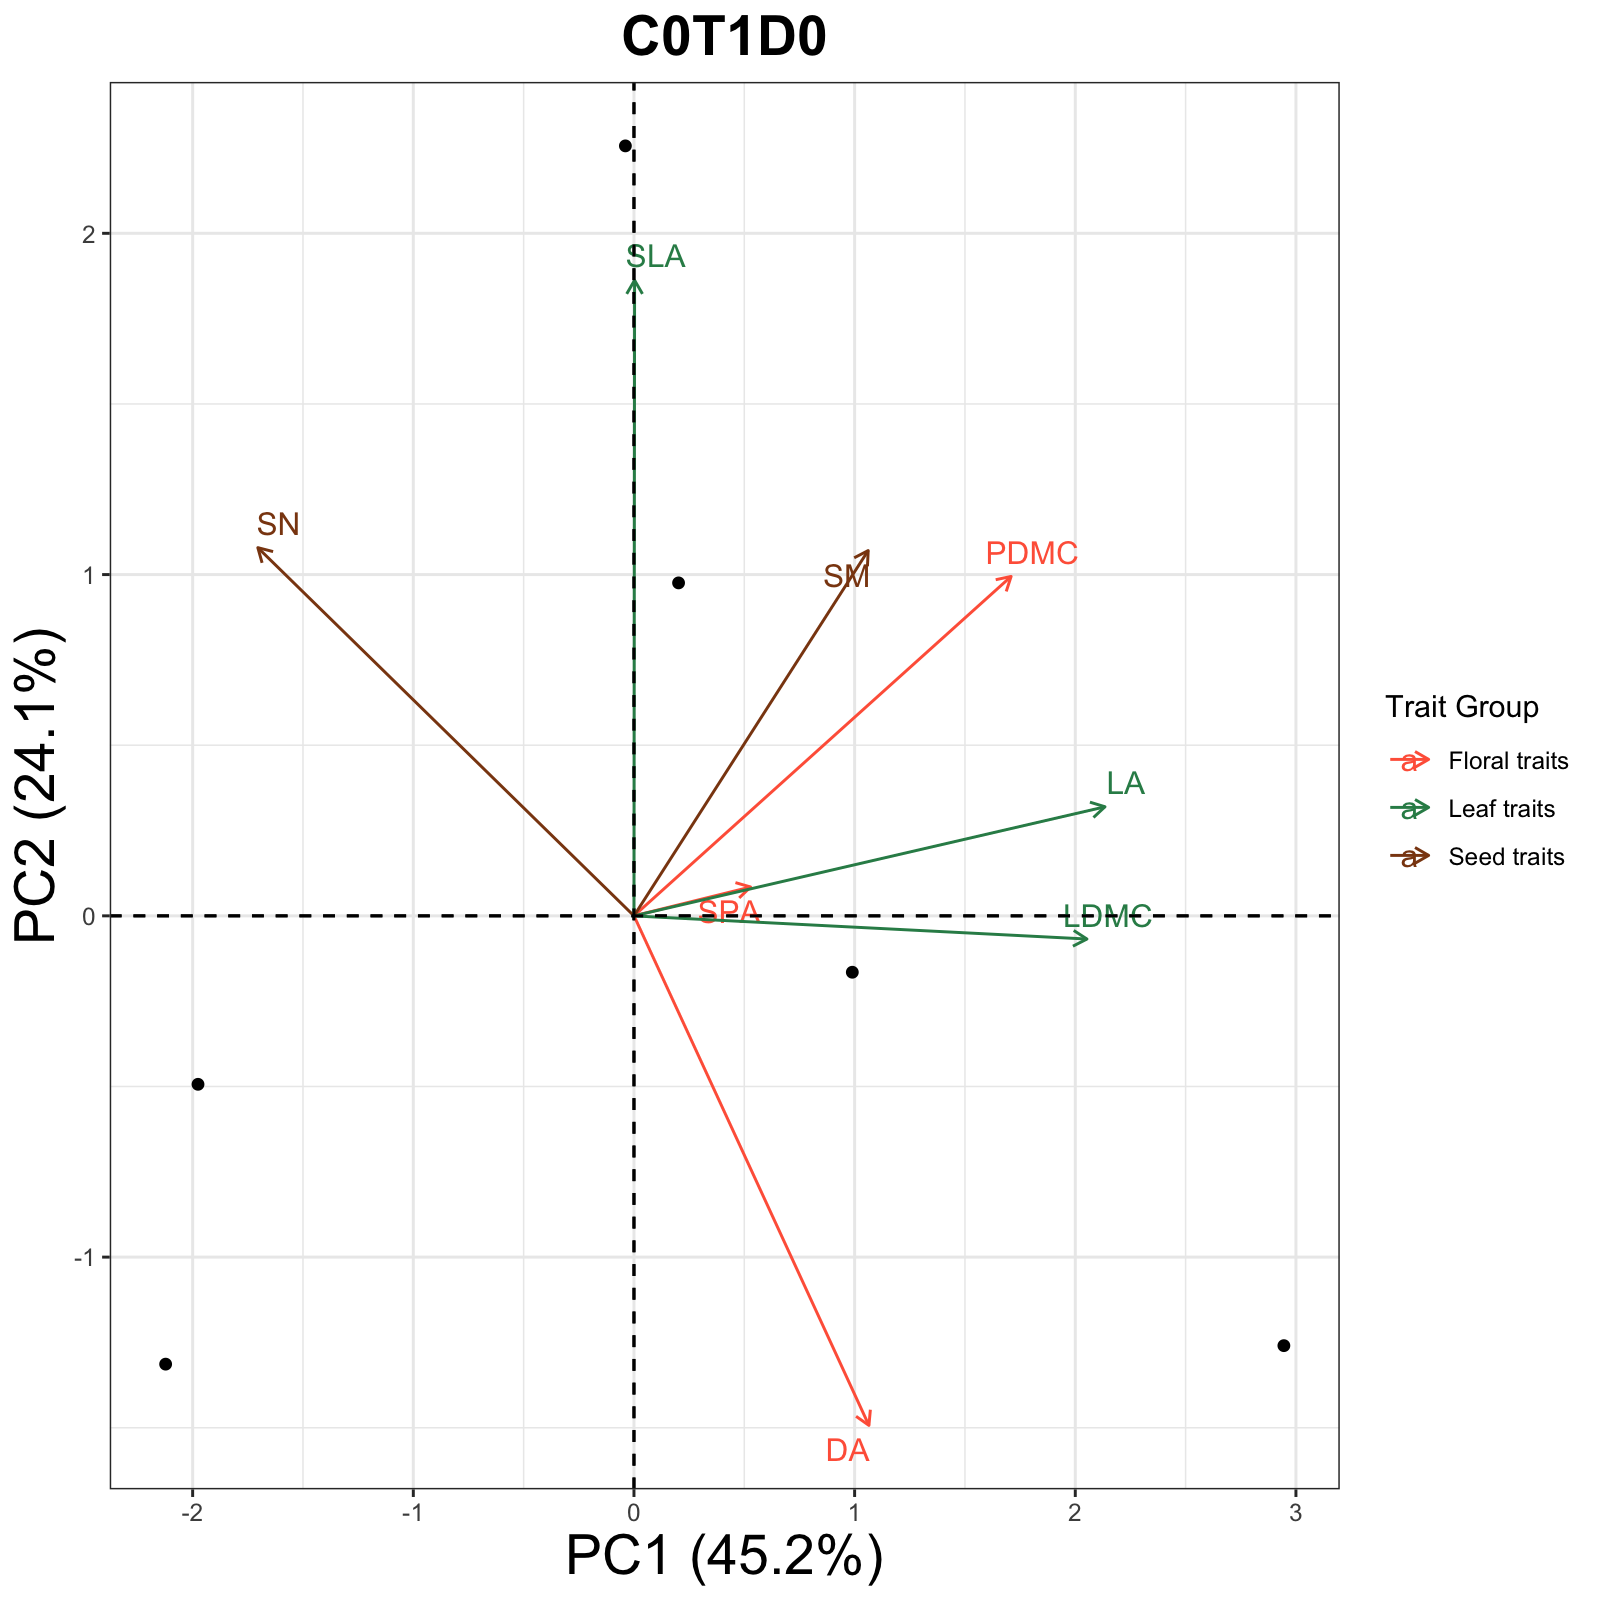 C0T1D0
PC2 (24.1%)
2
1
0
-1
SLA
SN
SM
PDMC
LA
SPA
LDMC
DA
-2
-1
0
1
2
3
PC1 (45.2%)
Trait Group
a Floral traits
a Leaf traits
a Seed traits